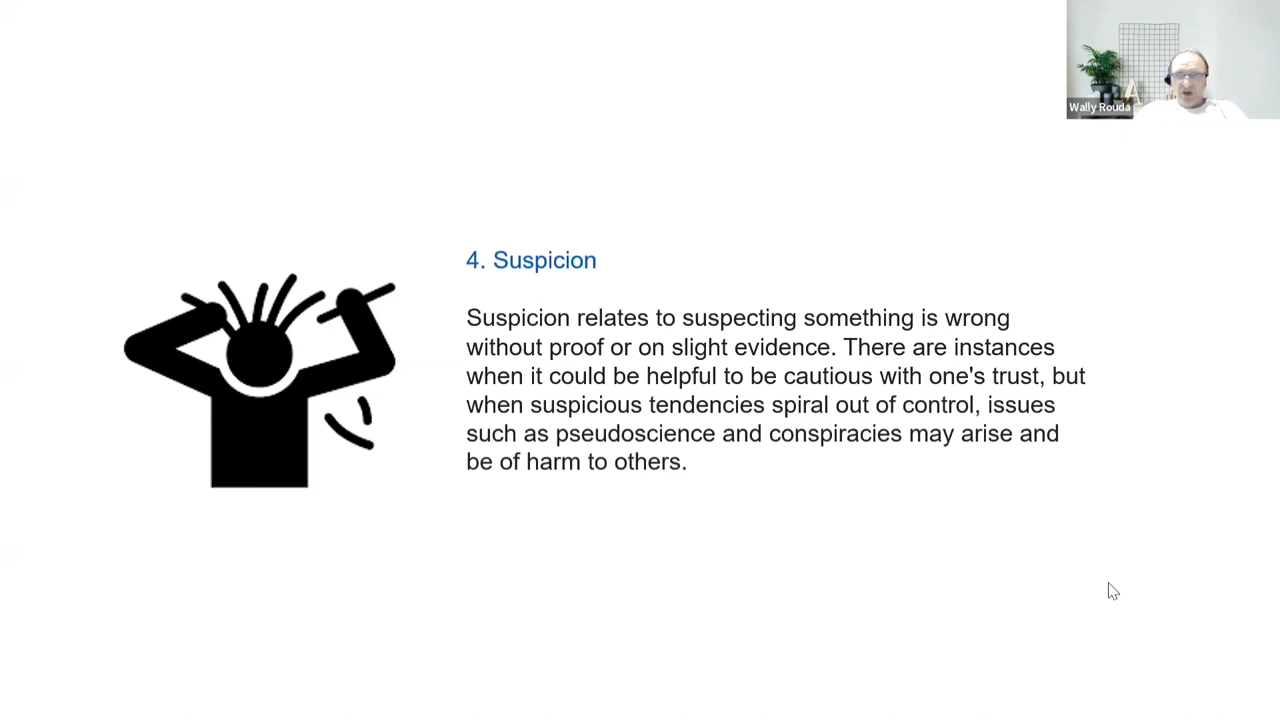 Wally Rouda
4. Suspicion
Suspicion relates to suspecting something is wrong
without proof or on slight evidence. There are instances
when it could be helpful to be cautious with one's trust, but
when suspicious tendencies spiral out of control, issues
such as pseudoscience and conspiracies may arise and
be of harm to others.